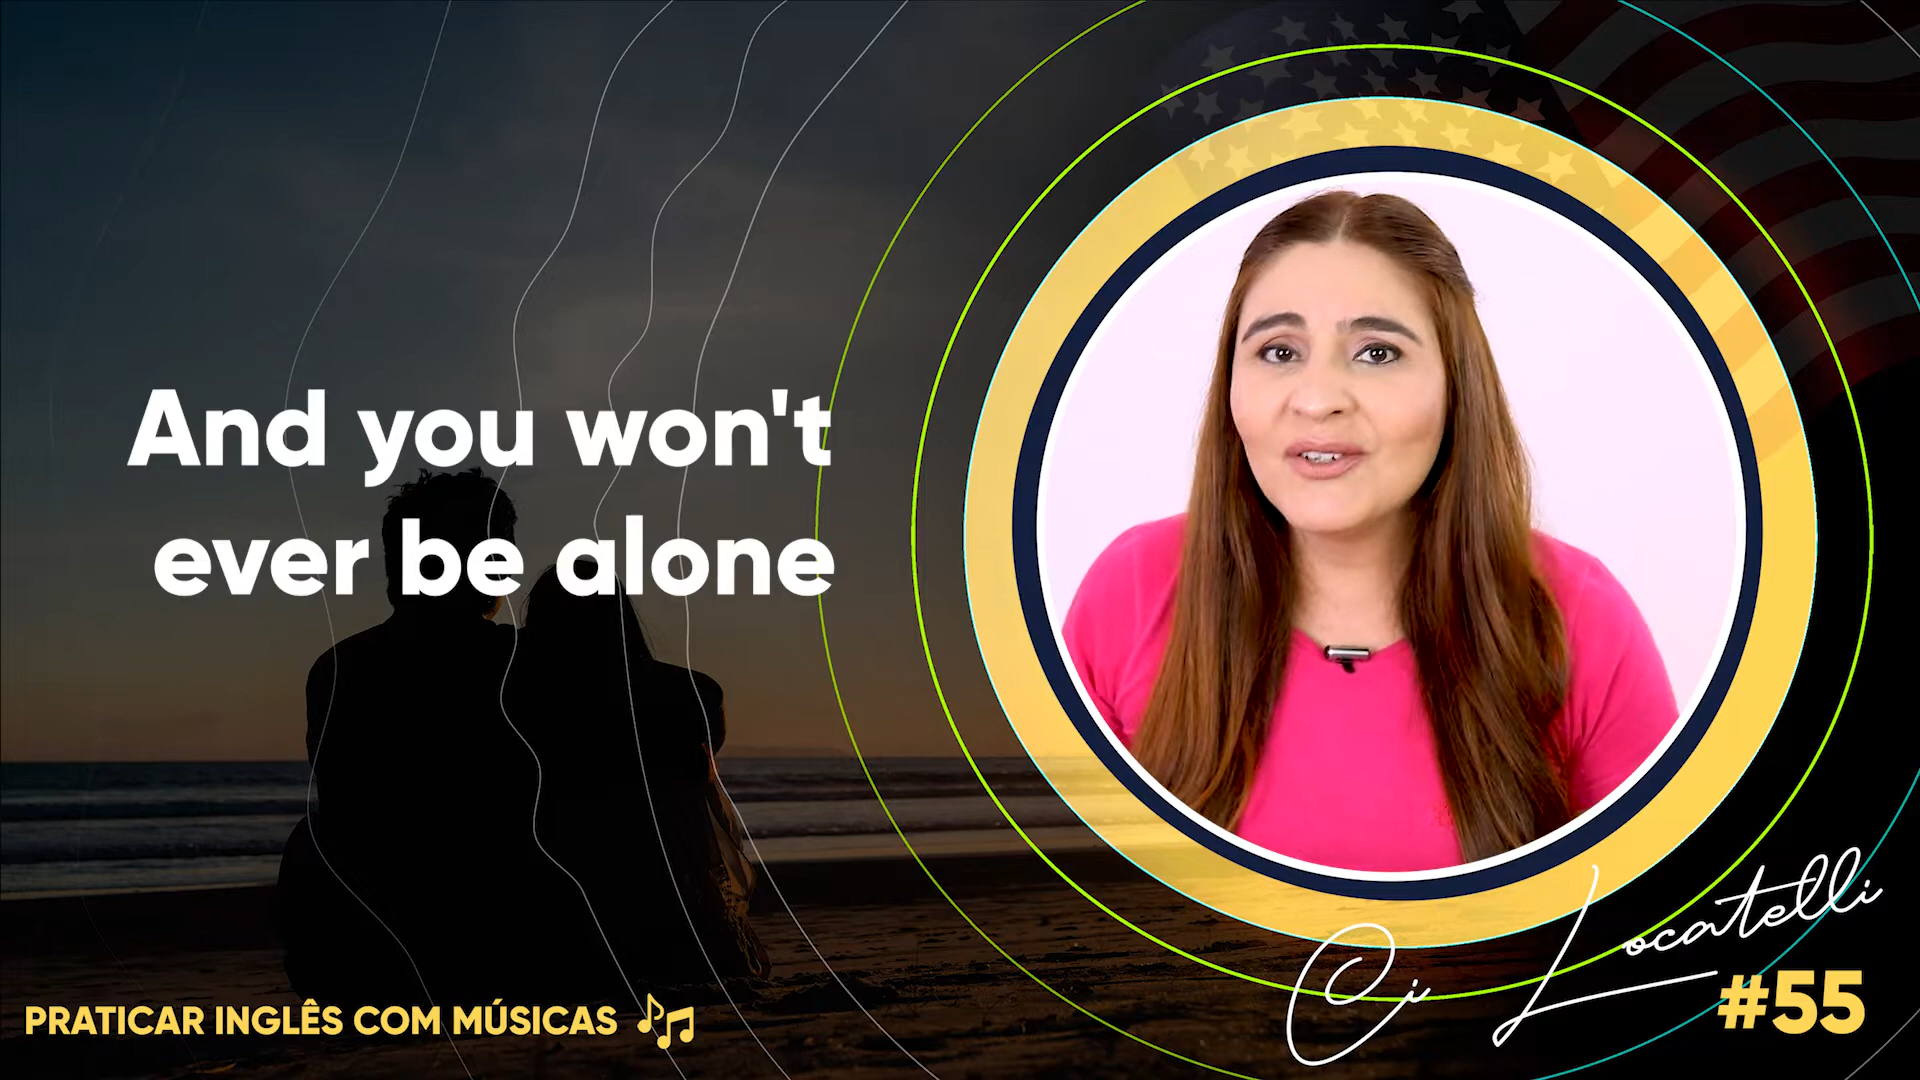 And you won't
ever be alone
Ci Locatelli
#55
PRATICAR INGLÊS COM MÚSICAS